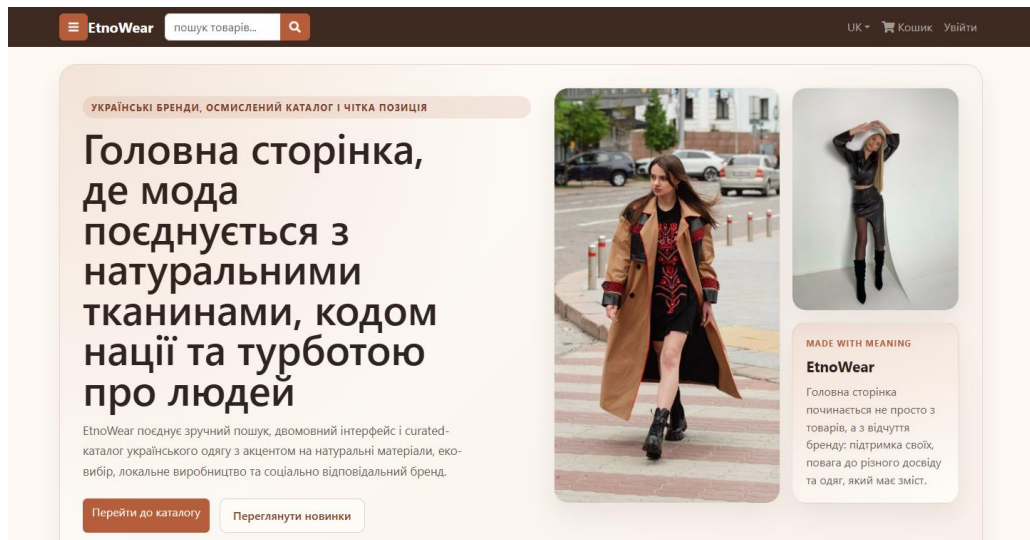 EtnoWear
пошук товарів...
UK
Кошик
Увійти
УКРАЇНСЬКІ БРЕНДИ, ОСМИСЛЕНИЙ КАТАЛОГ І ЧІТКА ПОЗИЦІЯ
Головна сторінка,
де мода
поєднується з
натуральними
тканинами, кодом
нації та турботою
про людей
EtnoWear поєднує зручний пошук, двомовний інтерфейс і curated-
каталог українського одягу з акцентом на натуральні матеріали, еко-
вибір, локальне виробництво та соціально відповідальний бренд.
Перейти до каталогу
Переглянути новинки
MADE WITH MEANING
EtnoWear
Головна сторінка
починається не просто з
товарів, а з відчуття
бренду: підтримка своїх,
повага до різного досвіду
та одяг, який має зміст.